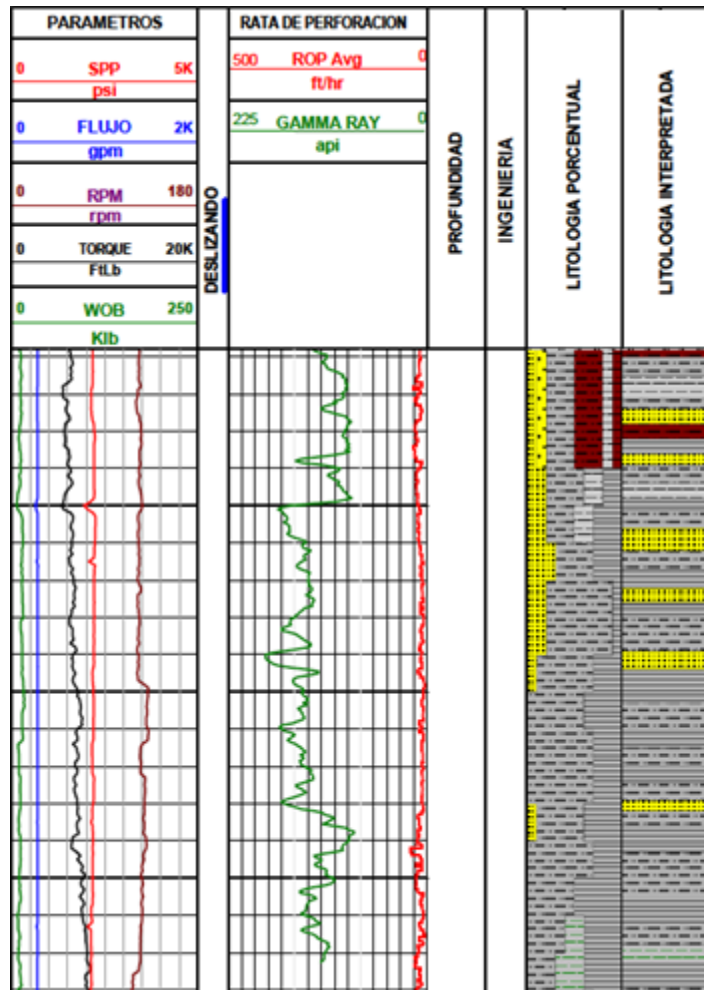 PARAMETROS
0 SPP 5K
psi
0 FLUJO 2K
gpm
0 RPM 180
rpm
0 TORQUE 20K
FtLb
0 WOB 250
Klb
DESLIZANDO
RATA DE PERFORACION
500 ROP Avg 0
ft/hr
225 GAMMA RAY 0
api
PROFUNDIDAD
INGENIERIA
LITOLOGIA PORCENTUAL
LITOLOGIA INTERPRETADA